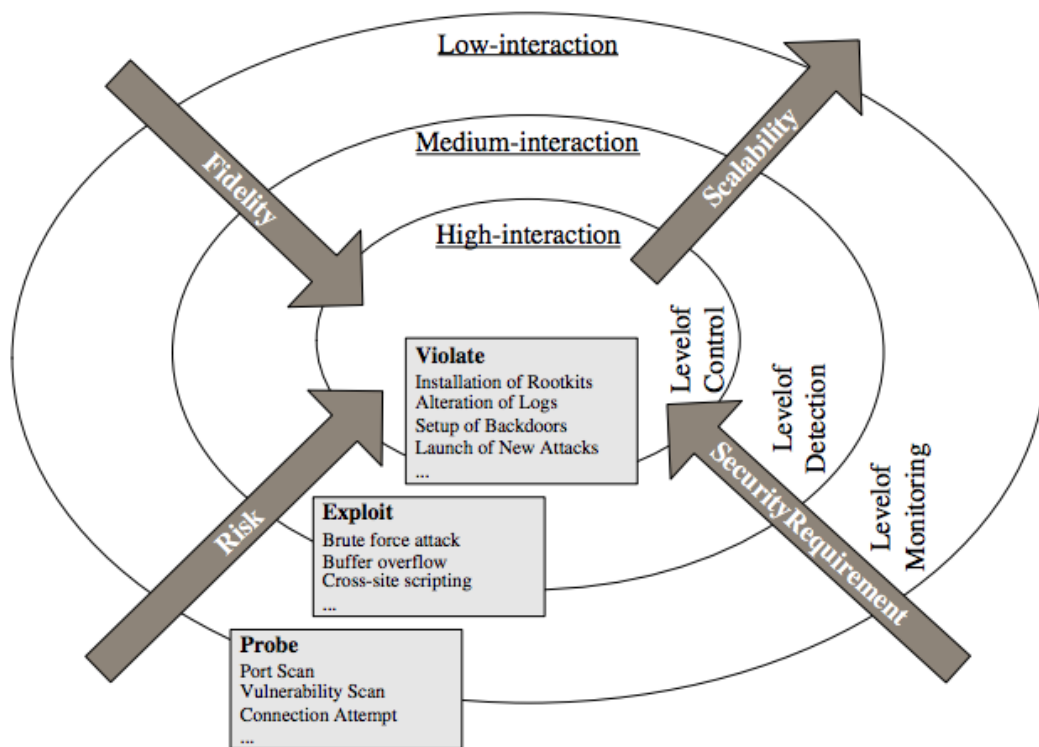 Low-interaction
Medium-interaction
High-interaction
Fidelity
Scalability
Risk
SecurityRequirement
Levelof
Control
Levelof
Detection
Levelof
Monitoring
Violate
Installation of Rootkits
Alteration of Logs
Setup of Backdoors
Launch of New Attacks
...
Exploit
Brute force attack
Buffer overflow
Cross-site scripting
...
Probe
Port Scan
Vulnerability Scan
Connection Attempt
...